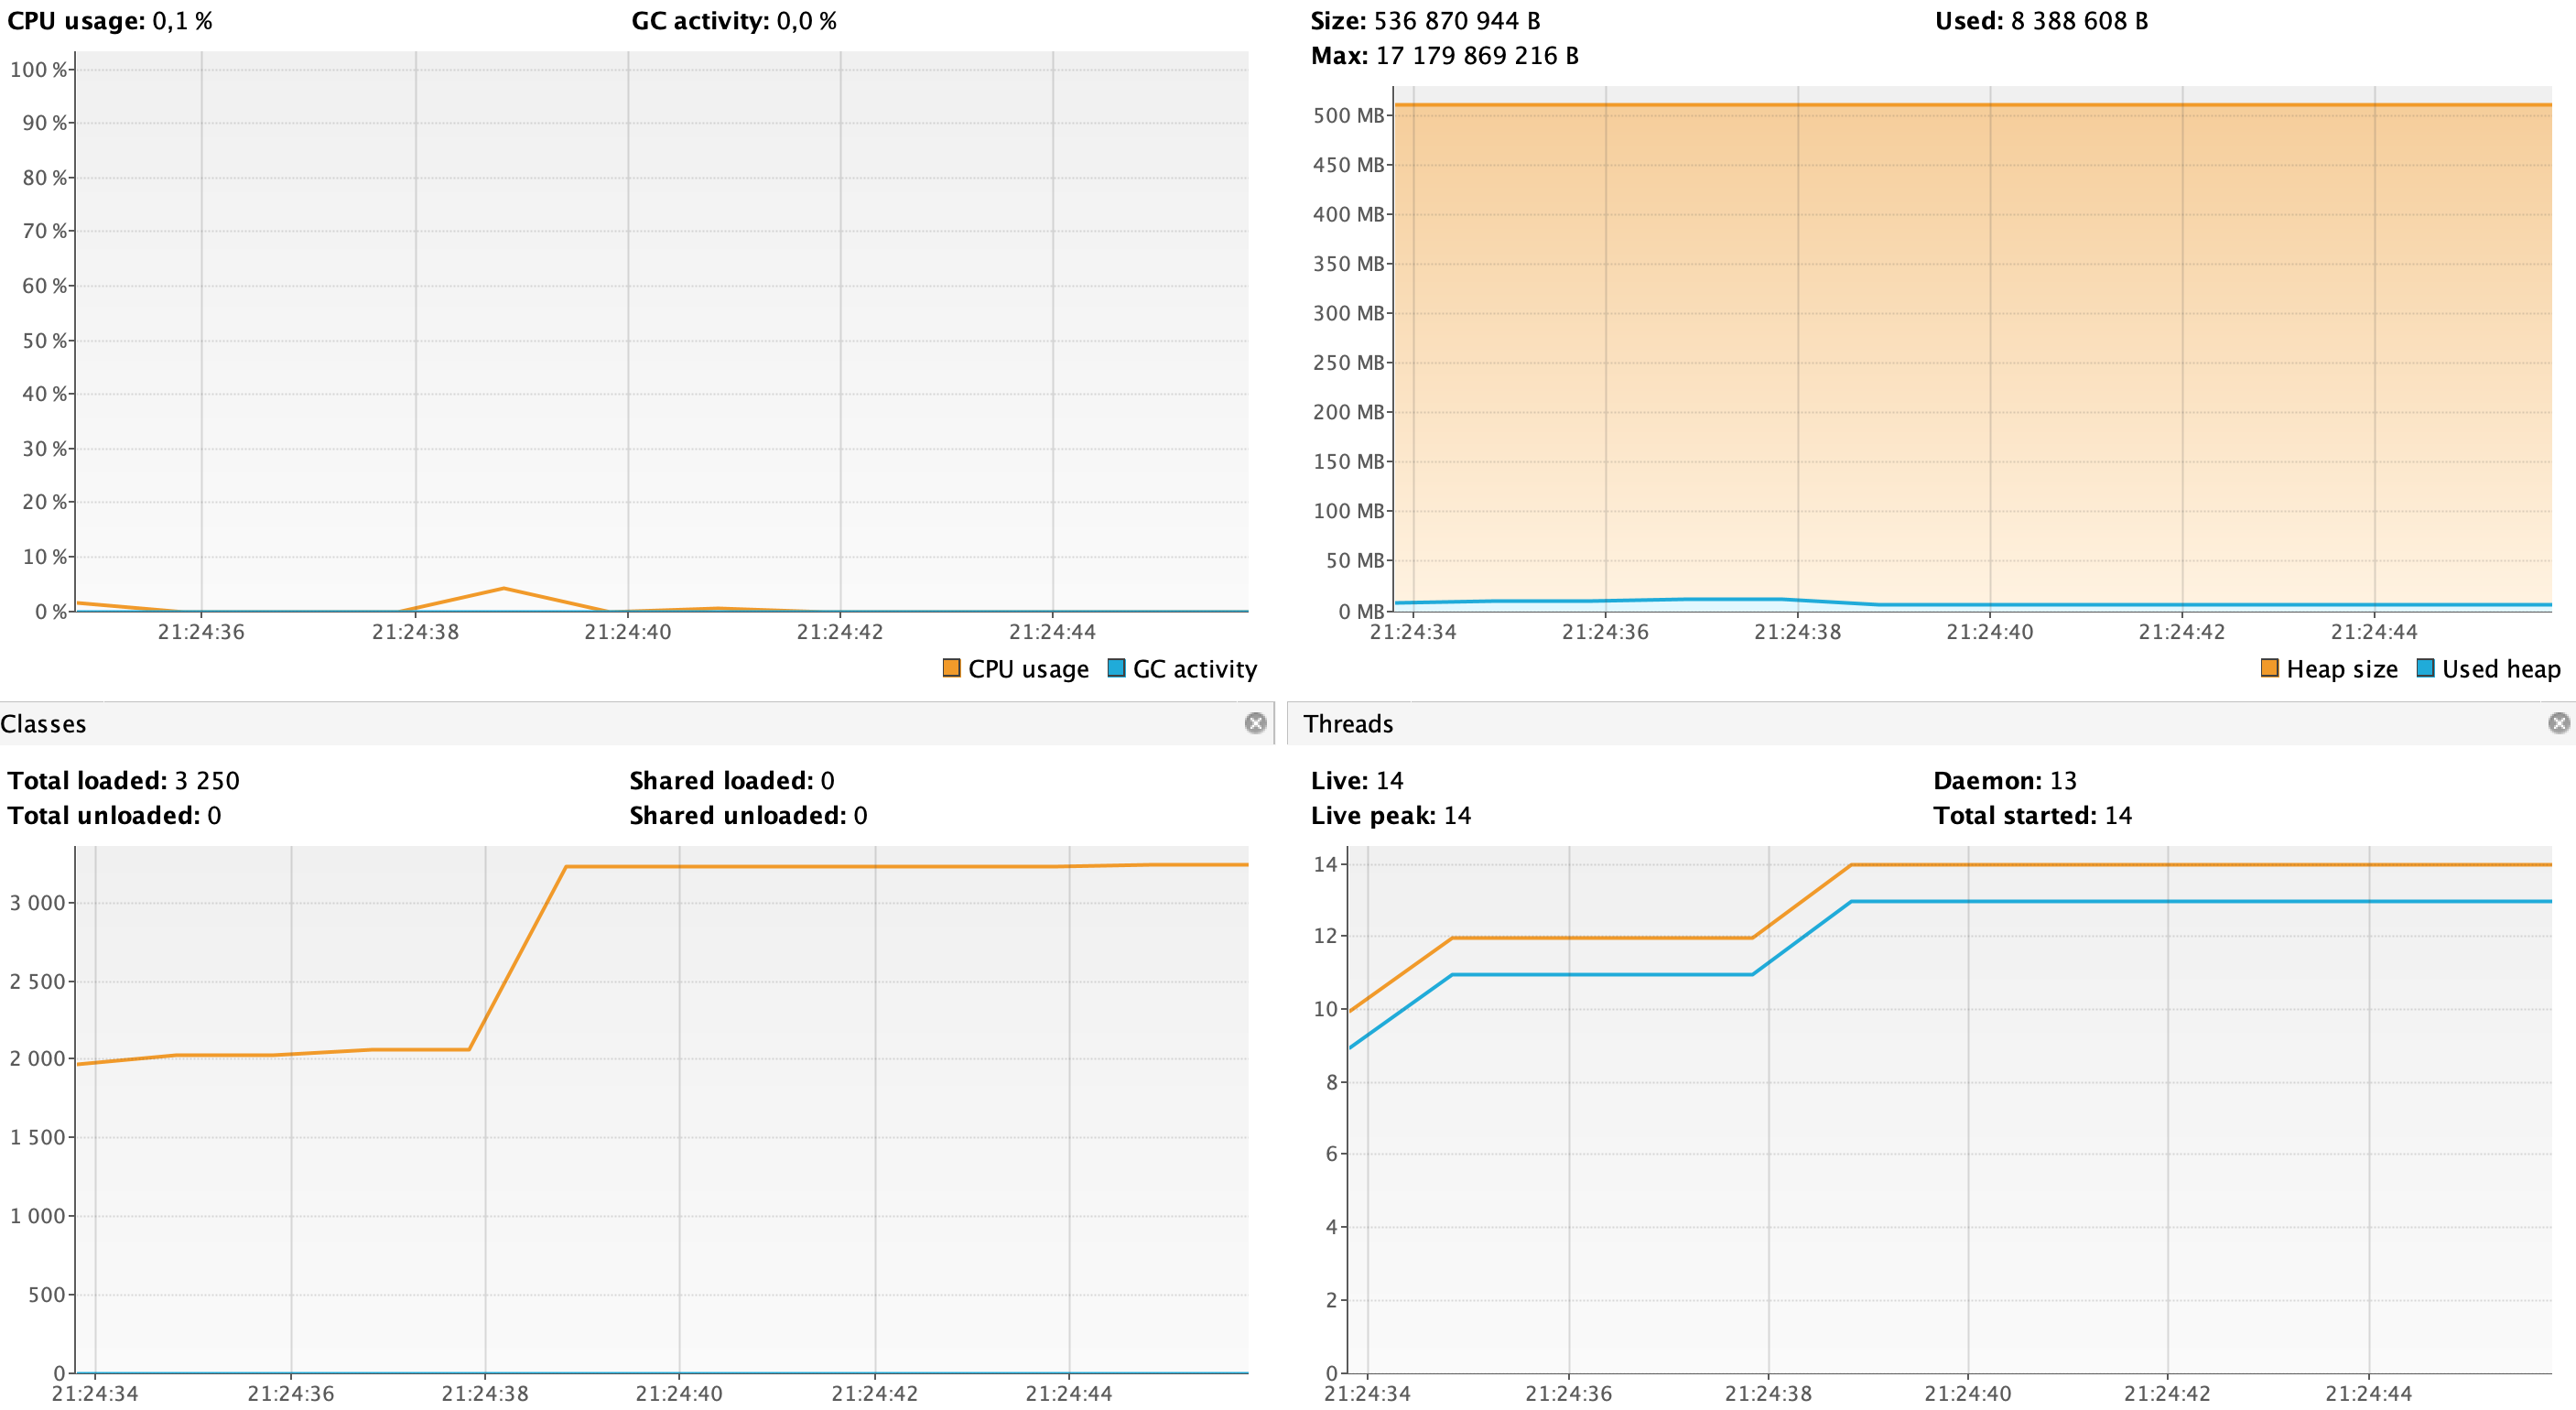 CPU usage: 0,1 % GC activity: 0,0 %
100 %
90 %
80 %
70 %
60 %
50 %
40 %
30 %
20 %
10 %
0 %
21:24:36 21:24:38 21:24:40 21:24:42 21:24:44
CPU usage GC activity
Size: 536 870 944 B Used: 8 388 608 B
Max: 17 179 869 216 B
500 MB
450 MB
400 MB
350 MB
300 MB
250 MB
200 MB
150 MB
100 MB
50 MB
0 MB
21:24:34 21:24:36 21:24:38 21:24:40 21:24:42 21:24:44
Heap size Used heap
Classes
Total loaded: 3 250 Shared loaded: 0
Total unloaded: 0 Shared unloaded: 0
3 000
2 500
2 000
1 500
1 000
500
0
21:24:34 21:24:36 21:24:38 21:24:40 21:24:42 21:24:44
Threads
Live: 14 Daemon: 13
Live peak: 14 Total started: 14
14
12
10
8
6
4
2
0
21:24:34 21:24:36 21:24:38 21:24:40 21:24:42 21:24:44